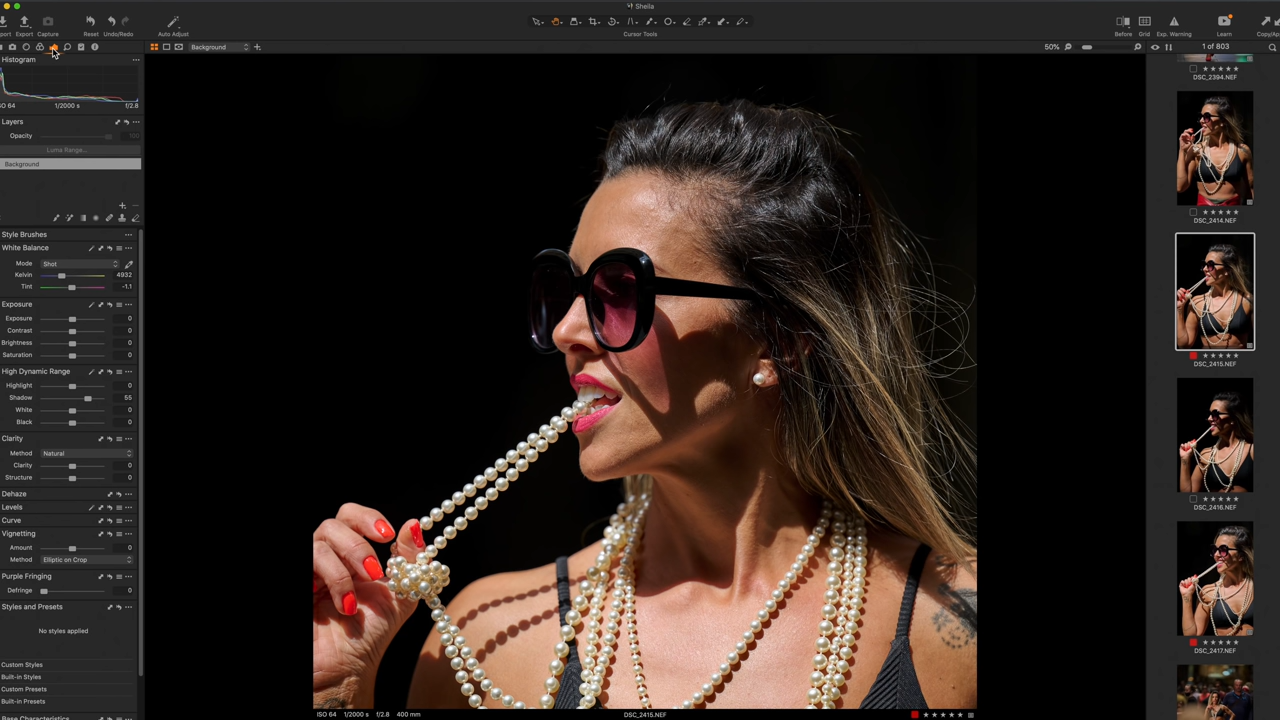 Sheila
Export
Capture
Reset
Undo/Redo
Auto Adjust
Cursor Tools
Before
Grid
Exp. Warning
Learn
Background
50%
1 of 803
Histogram
ISO 64
1/2000 s
f/2.8
Layers
Opacity
Luma Range...
Background
Style Brushes
White Balance
Mode
Shot
Kelvin
4932
Tint
-1.1
Exposure
Exposure
0
Contrast
0
Brightness
0
Saturation
0
High Dynamic Range
Highlight
0
Shadow
55
White
0
Black
0
Clarity
Method
Natural
Clarity
0
Structure
0
Dehaze
Levels
Curve
Vignetting
Amount
0
Method
Elliptic on Crop
Purple Fringing
Defringe
0
Styles and Presets
No styles applied
Custom Styles
Built-in Styles
Custom Presets
Built-in Presets
Base Characteristics
ISO 64
1/2000 s
f/2.8
400 mm
DSC_2415.NEF
DSC_2394.NEF
DSC_2414.NEF
DSC_2415.NEF
DSC_2416.NEF
DSC_2417.NEF